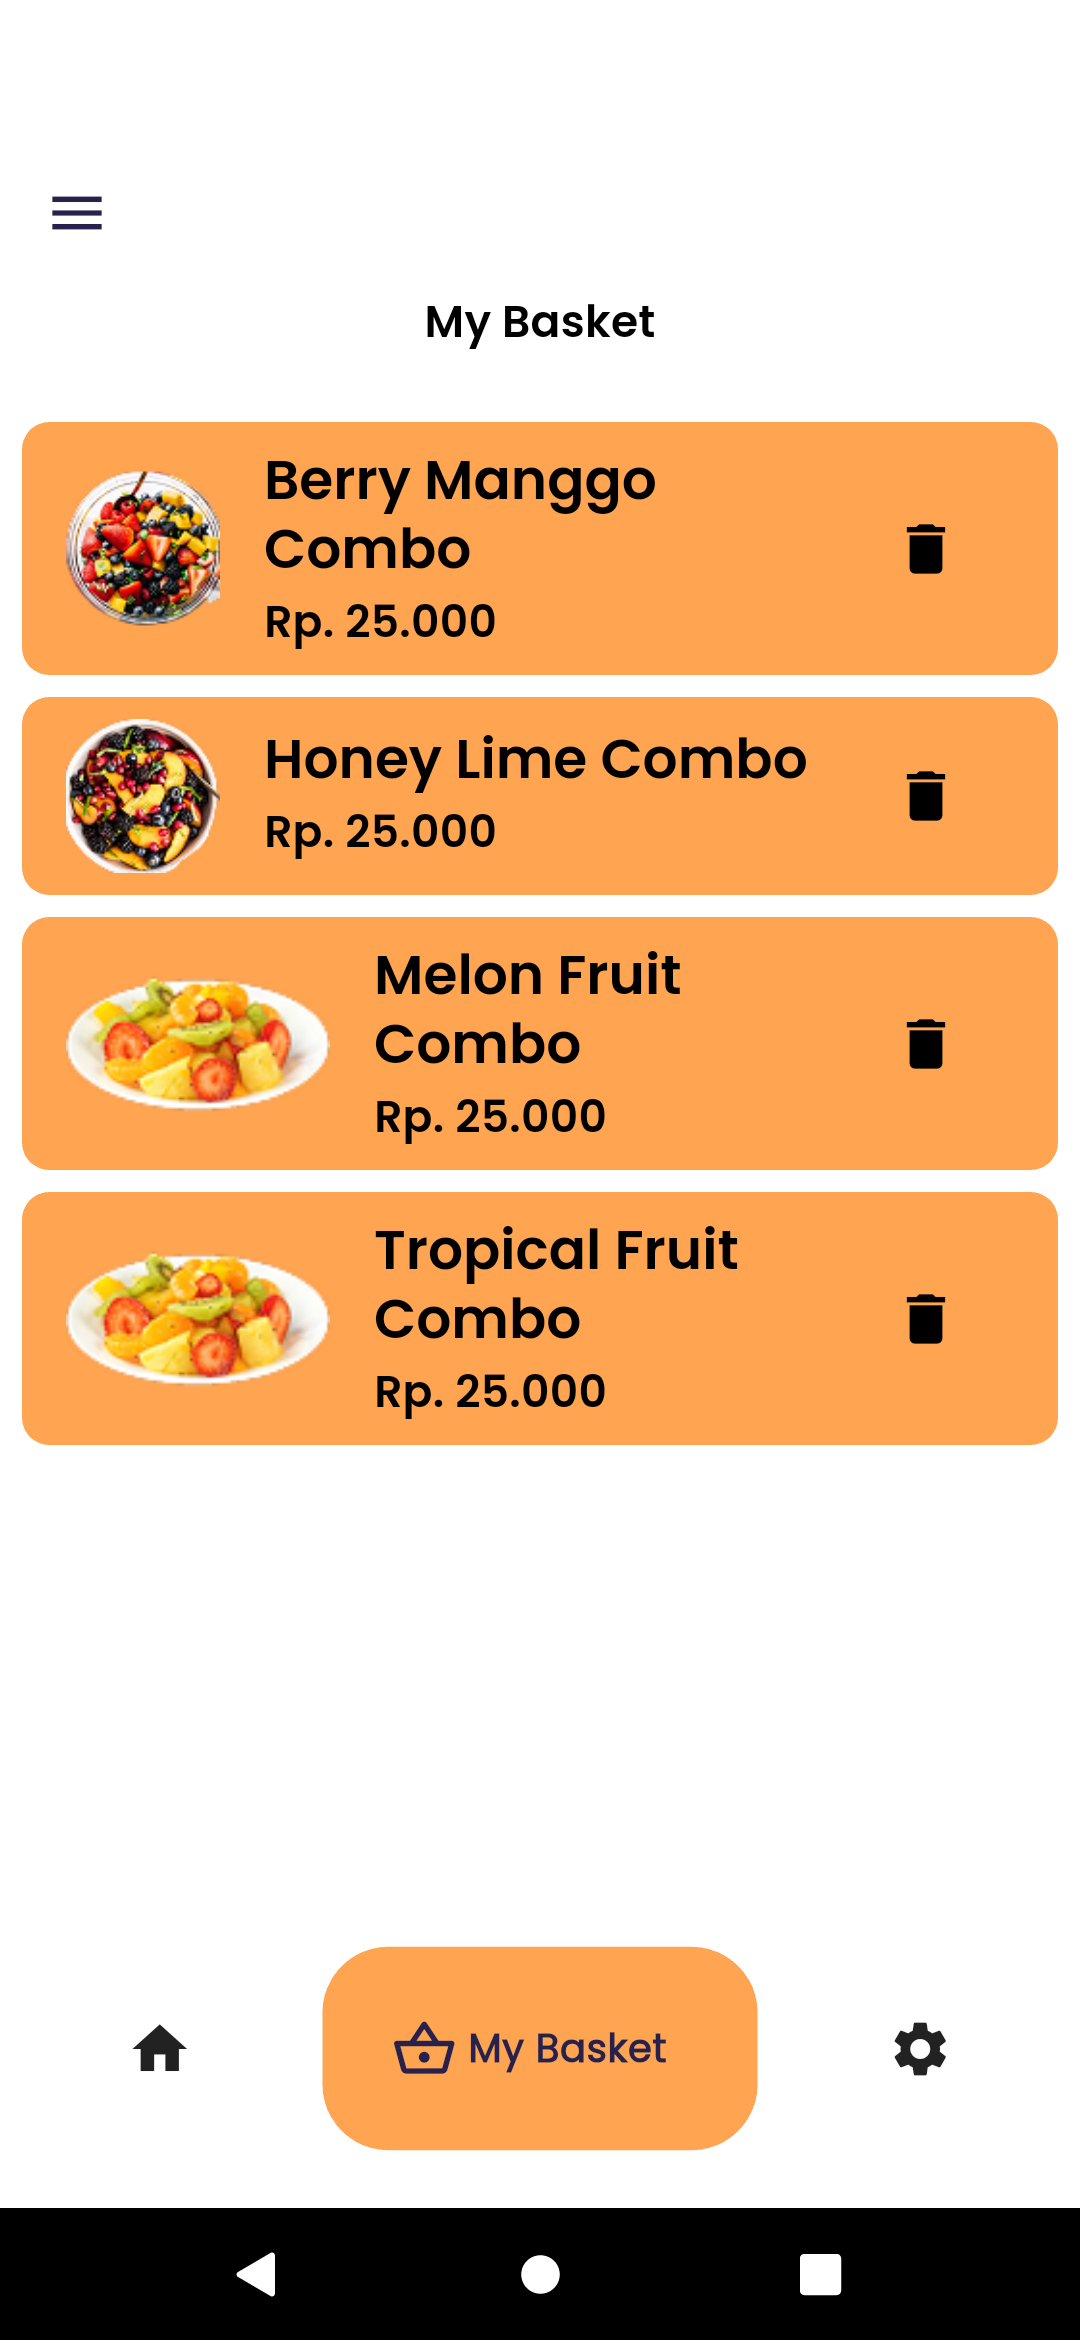 My Basket
Berry Manggo
Combo
Rp. 25.000
Honey Lime Combo
Rp. 25.000
Melon Fruit
Combo
Rp. 25.000
Tropical Fruit
Combo
Rp. 25.000
My Basket